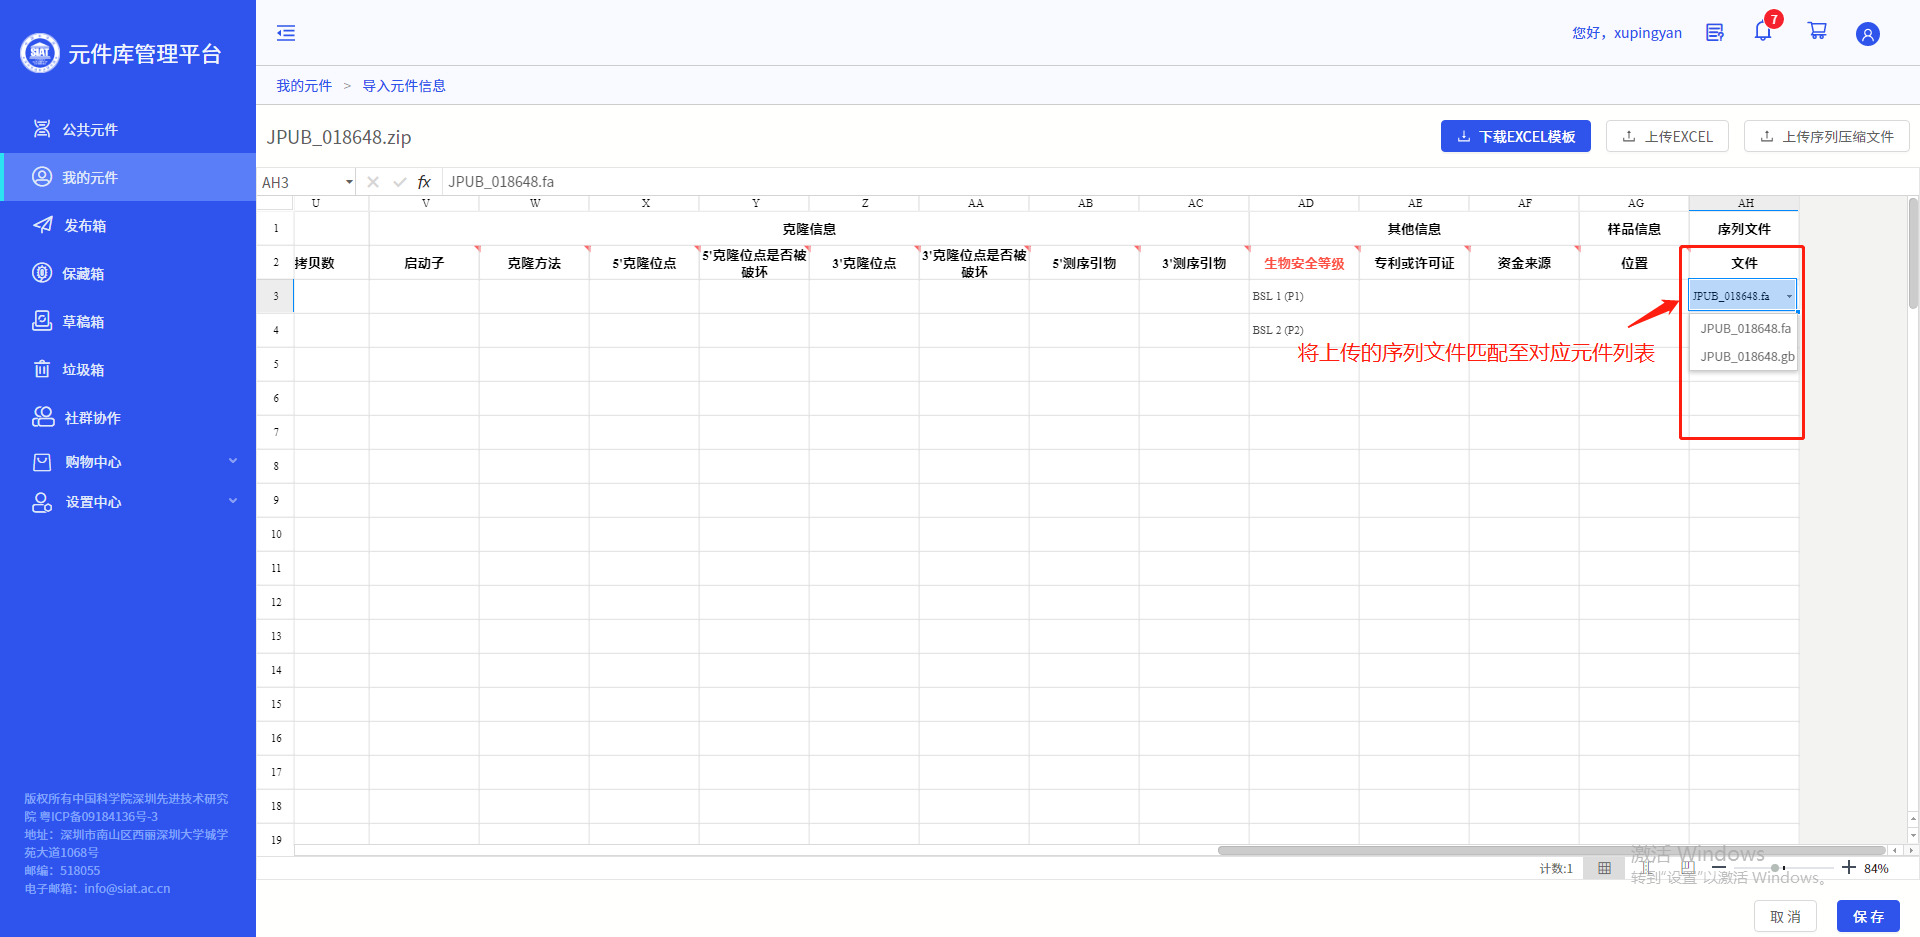 SIAT 元件库管理平台
公共元件
我的元件
发布箱
保藏箱
草稿箱
垃圾箱
社群协作
购物中心
设置中心
版权所有中国科学院深圳先进技术研究
院 粤ICP备09184136号-3
地址：深圳市南山区西丽深圳大学城学
苑大道1068号
邮编：518055
电子邮箱：info@siat.ac.cn
您好，xupingyan 7
我的元件 > 导入元件信息
JPUB_018648.zip 下载EXCEL模板 上传EXCEL 上传序列压缩文件
AH3 fx JPUB_018648.fa
U V W X Y Z AA AB AC AD AE AF AG AH
1 克隆信息 其他信息 样品信息 序列文件
2 拷贝数 启动子 克隆方法 5'克隆位点 5'克隆位点是否被破坏 3'克隆位点 3'克隆位点是否被破坏 5'测序引物 3'测序引物 生物安全等级 专利或许可证 资金来源 位置 文件
3 BSL 1 (P1) JPUB_018648.fa
4 BSL 2 (P2) JPUB_018648.fa
将上传的序列文件匹配至对应元件列表
5 JPUB_018648.gb
6
7
8
9
10
11
12
13
14
15
16
17
18
19
计数:1 84%
激活 Windows
转到"设置"以激活 Windows。
取 消 保 存